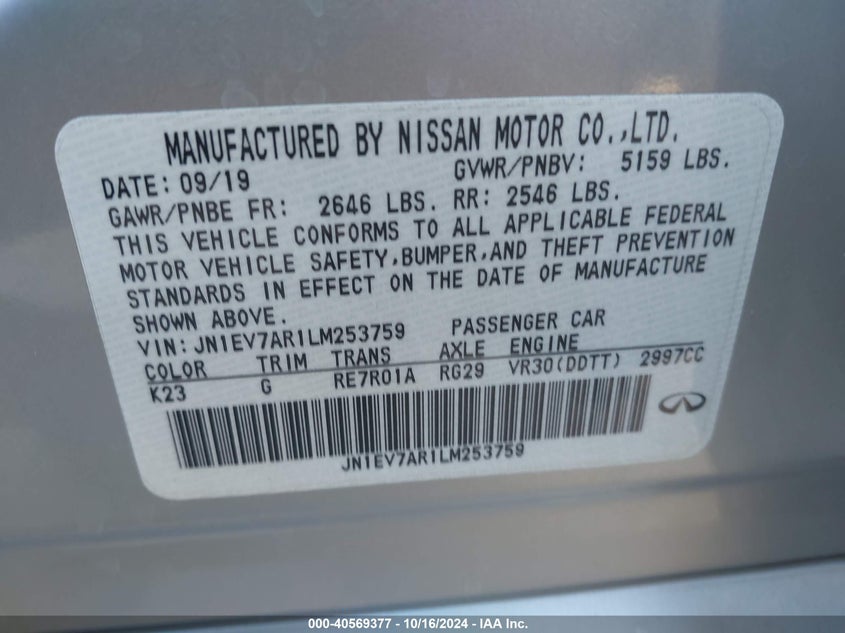 MANUFACTURED BY NISSAN MOTOR CO.,LTD.
DATE: 09/19 GVWR/PNBV: 5159 LBS.
GAWR/PNBE FR: 2646 LBS. RR: 2546 LBS.
THIS VEHICLE CONFORMS TO ALL APPLICABLE FEDERAL
MOTOR VEHICLE SAFETY,BUMPER,AND THEFT PREVENTION
STANDARDS IN EFFECT ON THE DATE OF MANUFACTURE
SHOWN ABOVE.
VIN: JN1EV7AR1LM253759 PASSENGER CAR
COLOR TRIM TRANS AXLE ENGINE
K23 G RE7R01A RG29 VR30(DDTT) 2997CC
JN1EV7AR1LM253759
000-40569377 - 10/16/2024 - IAA Inc.